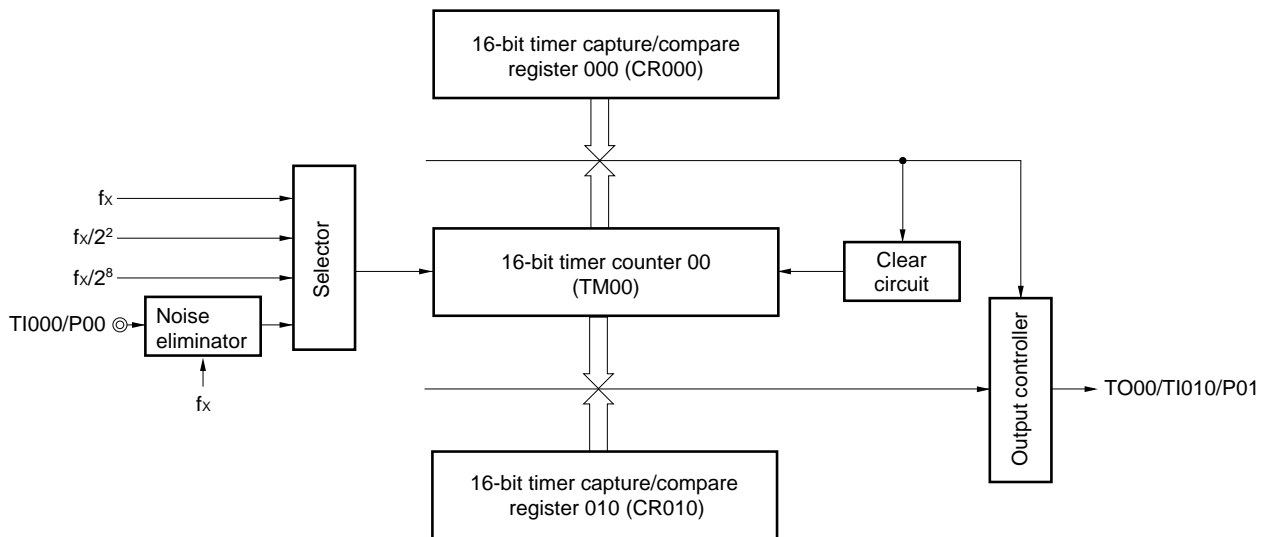 16-bit timer capture/compare
register 000 (CR000)
fX
fX/2²
fX/2⁸
TI000/P00
Noise
eliminator
fX
Selector
16-bit timer counter 00
(TM00)
Clear
circuit
Output controller
TO00/TI010/P01
16-bit timer capture/compare
register 010 (CR010)